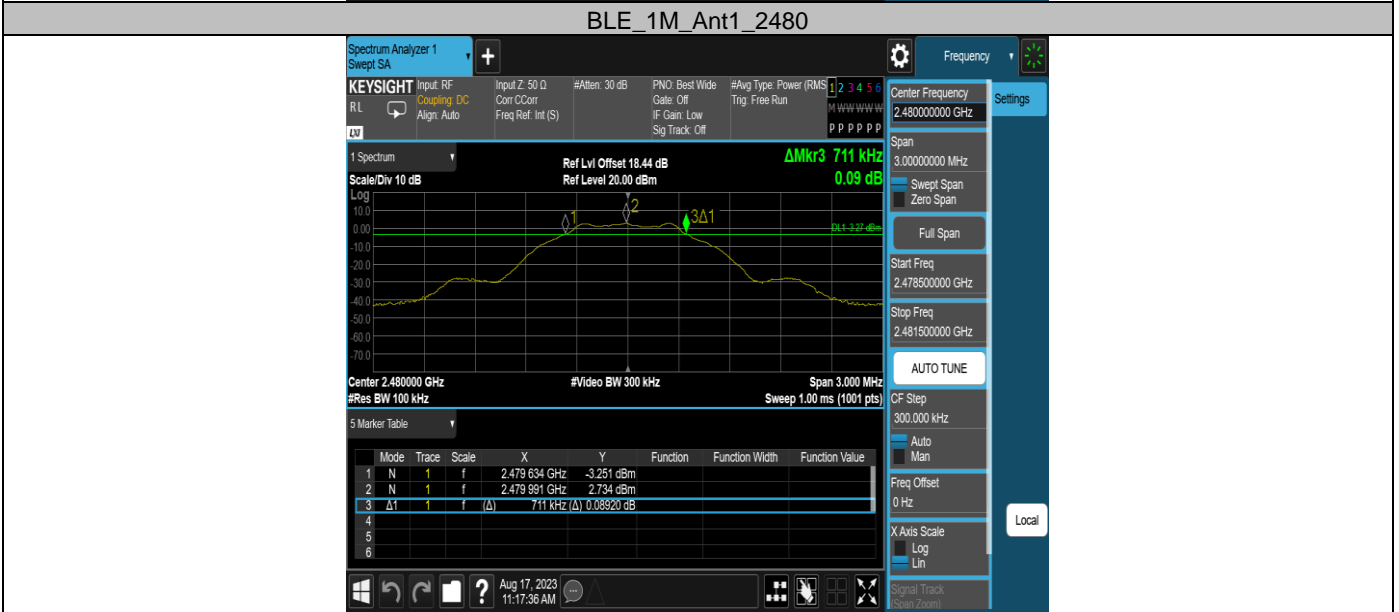 BLE_1M_Ant1_2480
Spectrum Analyzer 1
Swept SA
+
Frequency
KEYSIGHT
RL
LXI
Input: RF
Coupling: DC
Align: Auto
Input Z: 50 Ω
Corr CCorr
Freq Ref: Int (S)
#Atten: 30 dB
PNO: Best Wide
Gate: Off
IF Gain: Low
Sig Track: Off
#Avg Type: Power (RMS
Trig: Free Run
1 2 3 4 5 6
M W W W W W
P P P P P P
1 Spectrum
Scale/Div 10 dB
Ref Lvl Offset 18.44 dB
Ref Level 20.00 dBm
ΔMkr3 711 kHz
0.09 dB
Log
10.0
0.00
-10.0
-20.0
-30.0
-40.0
-50.0
-60.0
-70.0
1
2
3Δ1
DL1 -3.27 dBm
Center 2.480000 GHz
#Video BW 300 kHz
Span 3.000 MHz
#Res BW 100 kHz
Sweep 1.00 ms (1001 pts)
5 Marker Table
Mode Trace Scale X Y Function Function Width Function Value
1 N 1 f 2.479 634 GHz -3.251 dBm
2 N 1 f 2.479 991 GHz 2.734 dBm
3 Δ1 1 f (Δ) 711 kHz (Δ) 0.08920 dB
4
5
6
? Aug 17, 2023
11:17:36 AM
Center Frequency
2.480000000 GHz
Settings
Span
3.00000000 MHz
Swept Span
Zero Span
Full Span
Start Freq
2.478500000 GHz
Stop Freq
2.481500000 GHz
AUTO TUNE
CF Step
300.000 kHz
Auto
Man
Freq Offset
0 Hz
Local
X Axis Scale
Log
Lin
Signal Track
(Span Zoom)